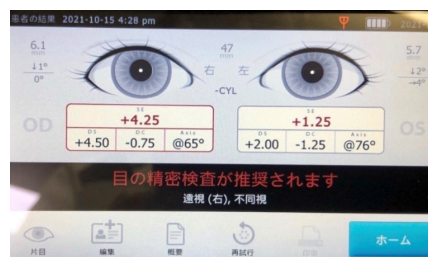 患者の結果 2021-10-15 4:28 pm
6.1
mm
↓1°
0°
47
mm
右 左
-CYL
5.7
mm
↓2°
→4°
OD
SE
+4.25
DS DC Axis
+4.50 -0.75 @65°
SE
+1.25
DS DC Axis
+2.00 -1.25 @76°
OS
目の精密検査が推奨されます
遠視 (右), 不同視
片目
編集
概要
再試行
ホーム